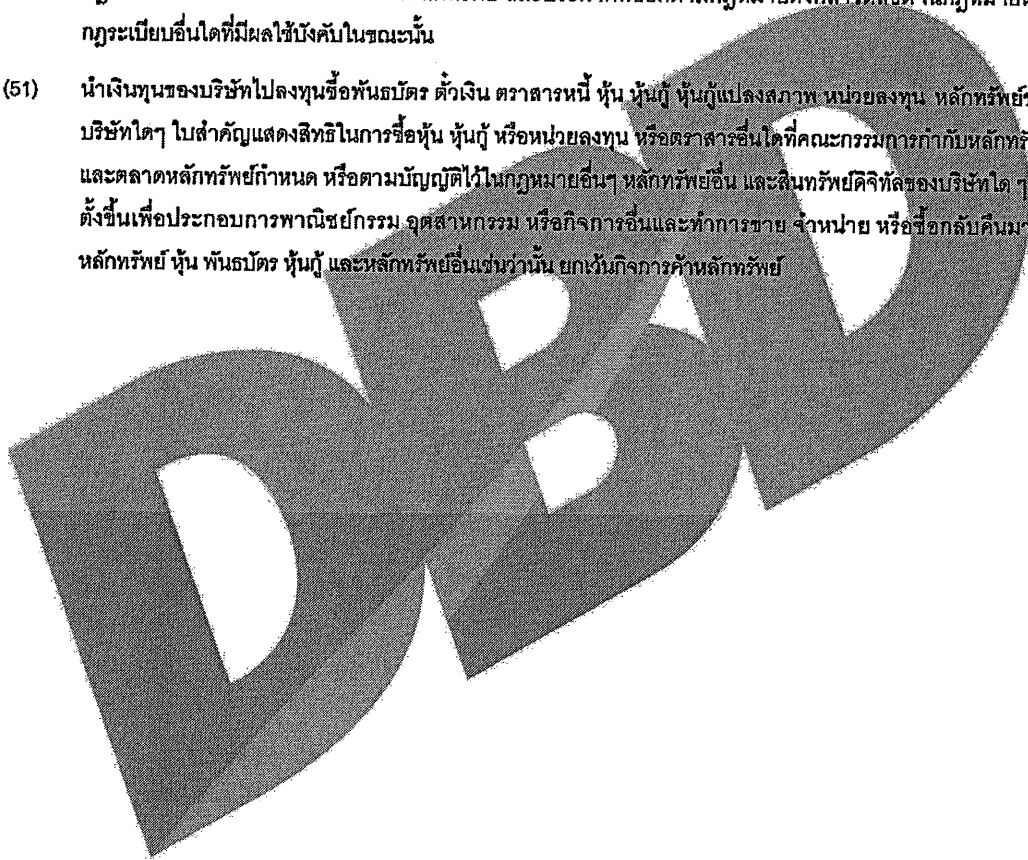 กฎระเบียบอื่นใดที่มีผลใช้บังคับในขณะนั้น
(51) นำเงินทุนของบริษัทไปลงทุนซื้อพันธบัตร ตั๋วเงิน ตราสารหนี้ หุ้น หุ้นกู้ หุ้นกู้แปลงสภาพ หน่วยลงทุน หลักทรัพย์
บริษัทใดๆ ใบสำคัญแสดงสิทธิในการซื้อหุ้น หุ้นกู้ หรือหน่วยลงทุน หรือตราสารอื่นใดที่คณะกรรมการกำกับหลักทรั
และตลาดหลักทรัพย์กำหนด หรือตามบัญญัติไว้ในกฎหมายอื่นๆ หลักทรัพย์อื่น และสินทรัพย์ดิจิทัลของบริษัทใด ๆ
ตั้งขึ้นเพื่อประกอบการพาณิชยกรรม อุตสาหกรรม หรือกิจการอื่นและทำการขาย จำหน่าย หรือซื้อกลับคืนมา
หลักทรัพย์ หุ้น พันธบัตร หุ้นกู้ และหลักทรัพย์อื่นเช่นว่านั้น ยกเว้นกิจการค้าหลักทรัพย์
DBD